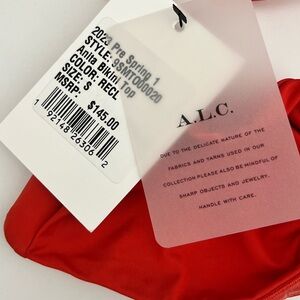 2023 Pre Spring 1
STYLE: 9SMTO00020
Anita Bikini Top
COLOR: RECL
SIZE: S
MSRP:
$145.00
1 92148 26306 2
A.L.C.
DUE TO THE DELICATE NATURE OF THE
FABRICS AND YARNS USED IN OUR
COLLECTION PLEASE ALSO BE MINDFUL OF
SHARP OBJECTS AND JEWELRY.
HANDLE WITH CARE.